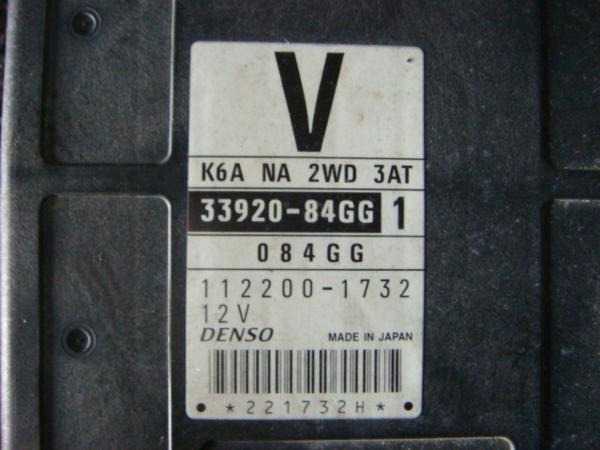 V
K6A NA 2WD 3AT
33920-84GG 1
084GG
112200-1732
12V
DENSO MADE IN JAPAN
*221732H*